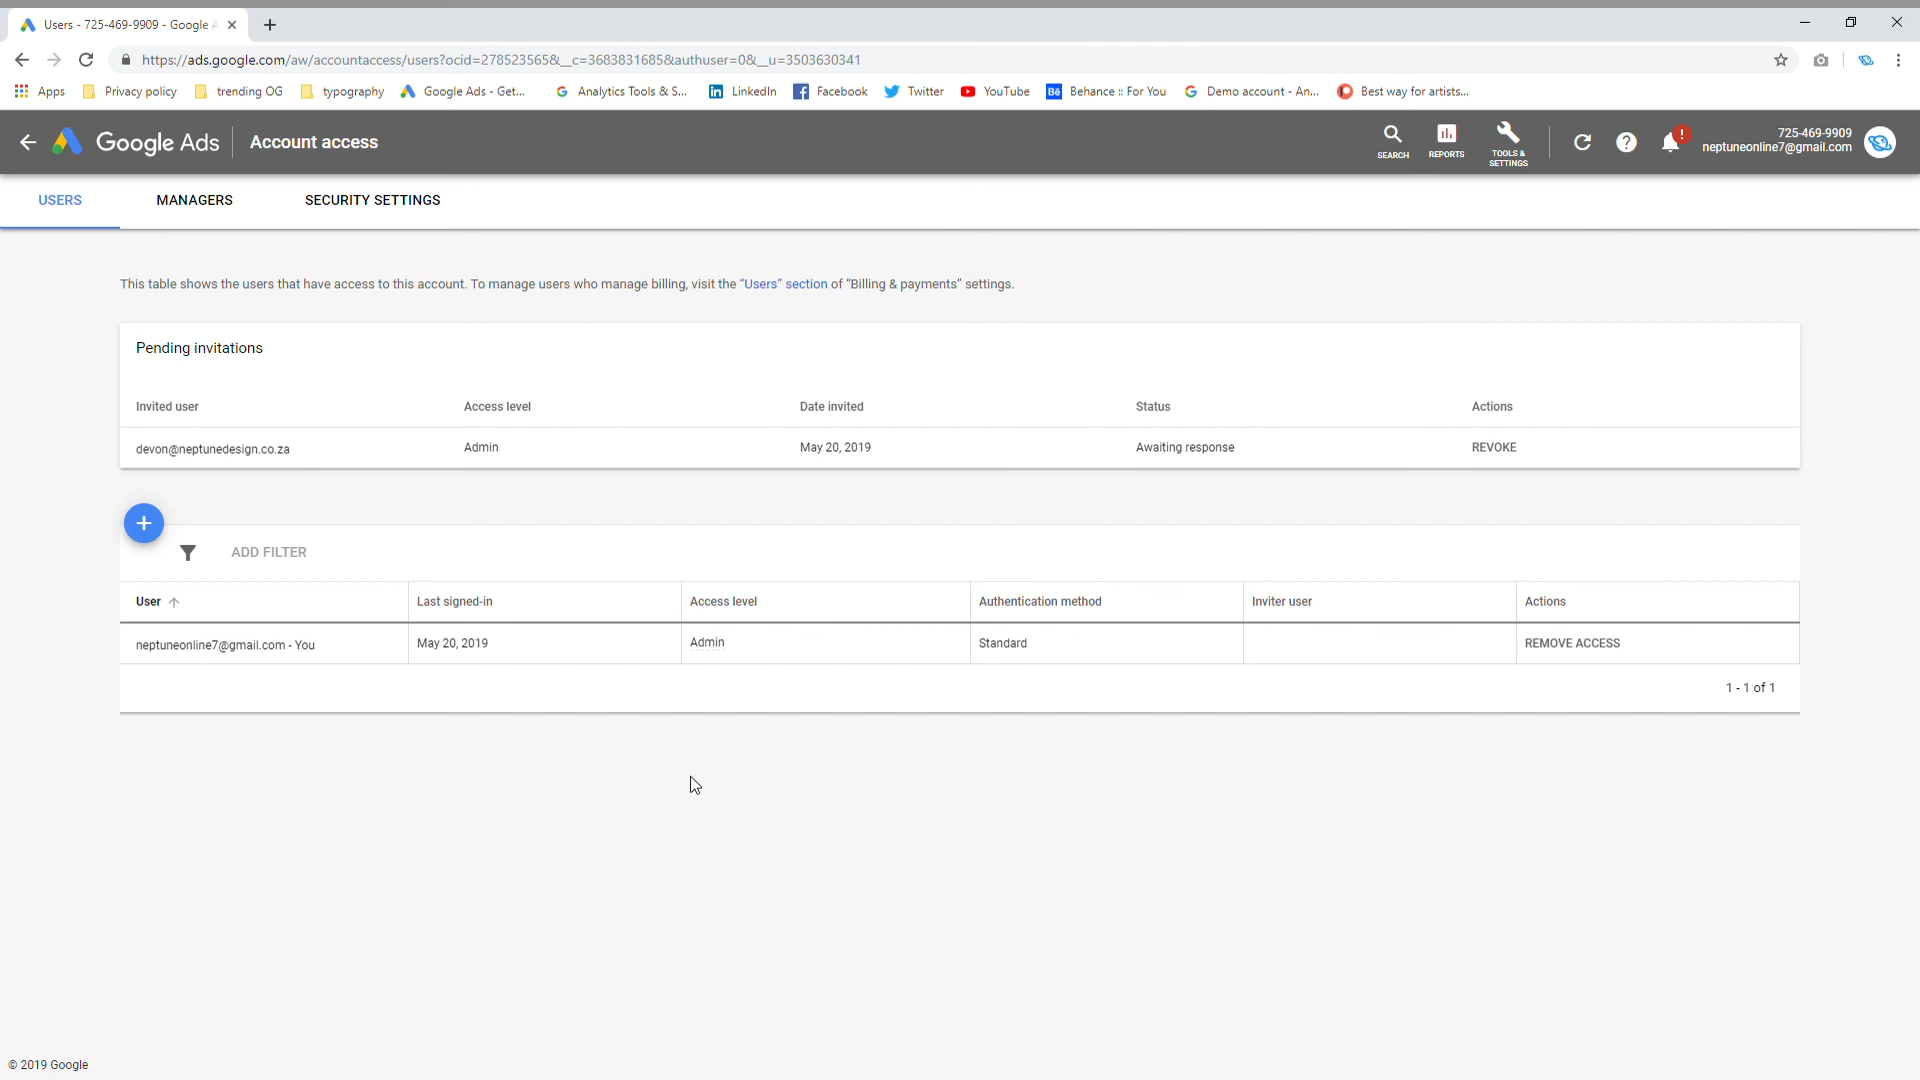 Users - 725-469-9909 - Google A
https://ads.google.com/aw/accountaccess/users?ocid=278523565&__c=3683831685&authuser=0&__u=3503630341
Apps Privacy policy trending OG typography Google Ads - Get... Analytics Tools & S... LinkedIn Facebook Twitter YouTube Behance :: For You Demo account - An... Best way for artists...
Google Ads Account access SEARCH REPORTS TOOLS & SETTINGS 725-469-9909
neptuneonline7@gmail.com
USERS MANAGERS SECURITY SETTINGS
This table shows the users that have access to this account. To manage users who manage billing, visit the “Users” section of “Billing & payments” settings.
Pending invitations
Invited user Access level Date invited Status Actions
devon@neptunedesign.co.za Admin May 20, 2019 Awaiting response REVOKE
ADD FILTER
User Last signed-in Access level Authentication method Inviter user Actions
neptuneonline7@gmail.com - You May 20, 2019 Admin Standard REMOVE ACCESS
1 - 1 of 1
© 2019 Google